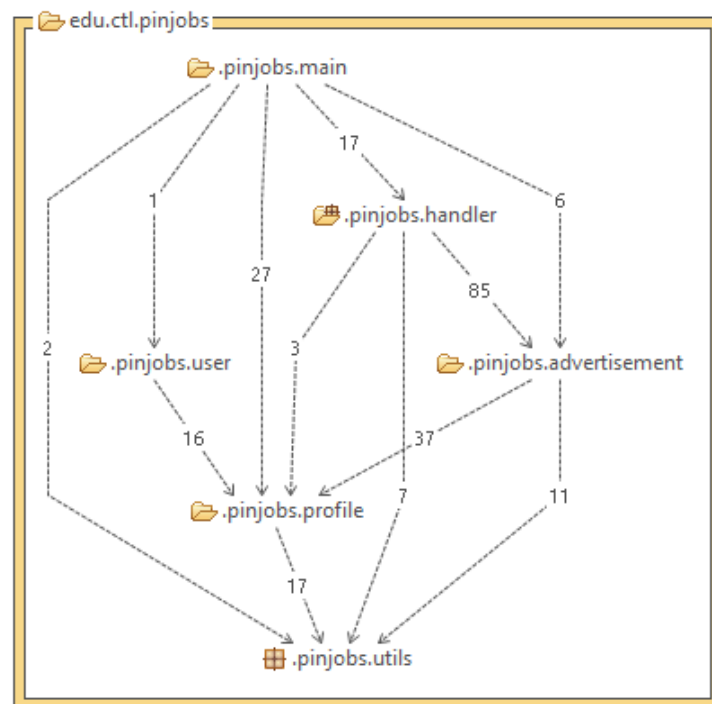 edu.ctl.pinjobs
.pinjobs.main
17
1
6
.pinjobs.handler
27
85
2
3
.pinjobs.user
.pinjobs.advertisement
16
37
7
11
.pinjobs.profile
17
.pinjobs.utils